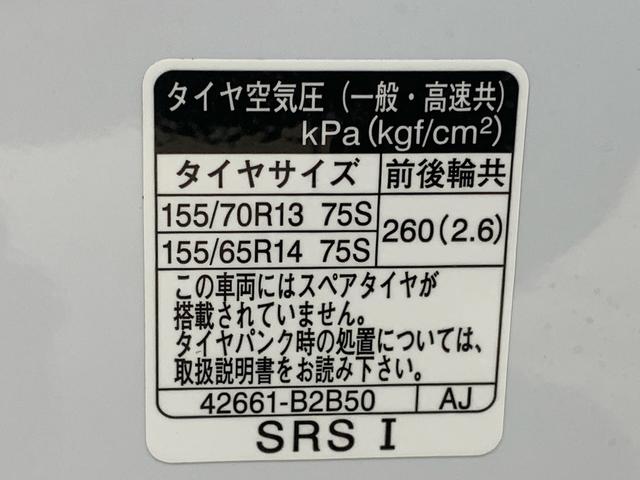 タイヤ空気圧 (一般・高速共)
kPa(kgf/cm²)
タイヤサイズ 前後輪共
155/70R13 75S
260(2.6)
155/65R14 75S
この車両にはスペアタイヤが
搭載されていません。
タイヤパンク時の処置については、
取扱説明書をお読み下さい。
42661-B2B50 AJ
SRS I